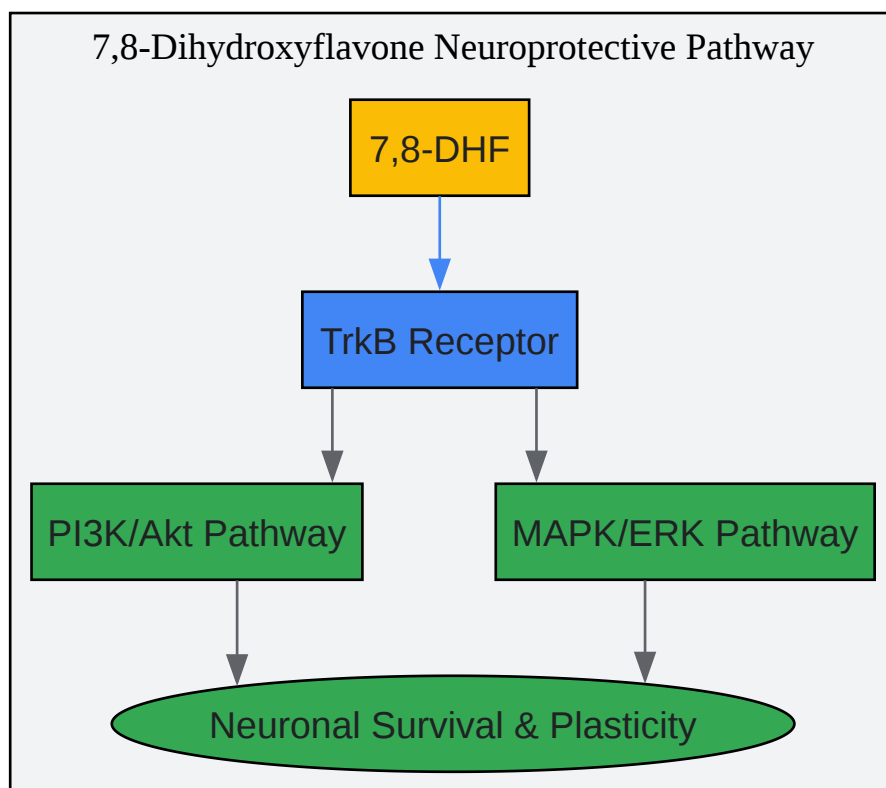 7,8-Dihydroxyflavone Neuroprotective Pathway
7,8-DHF
TrkB Receptor
PI3K/Akt Pathway
MAPK/ERK Pathway
Neuronal Survival & Plasticity